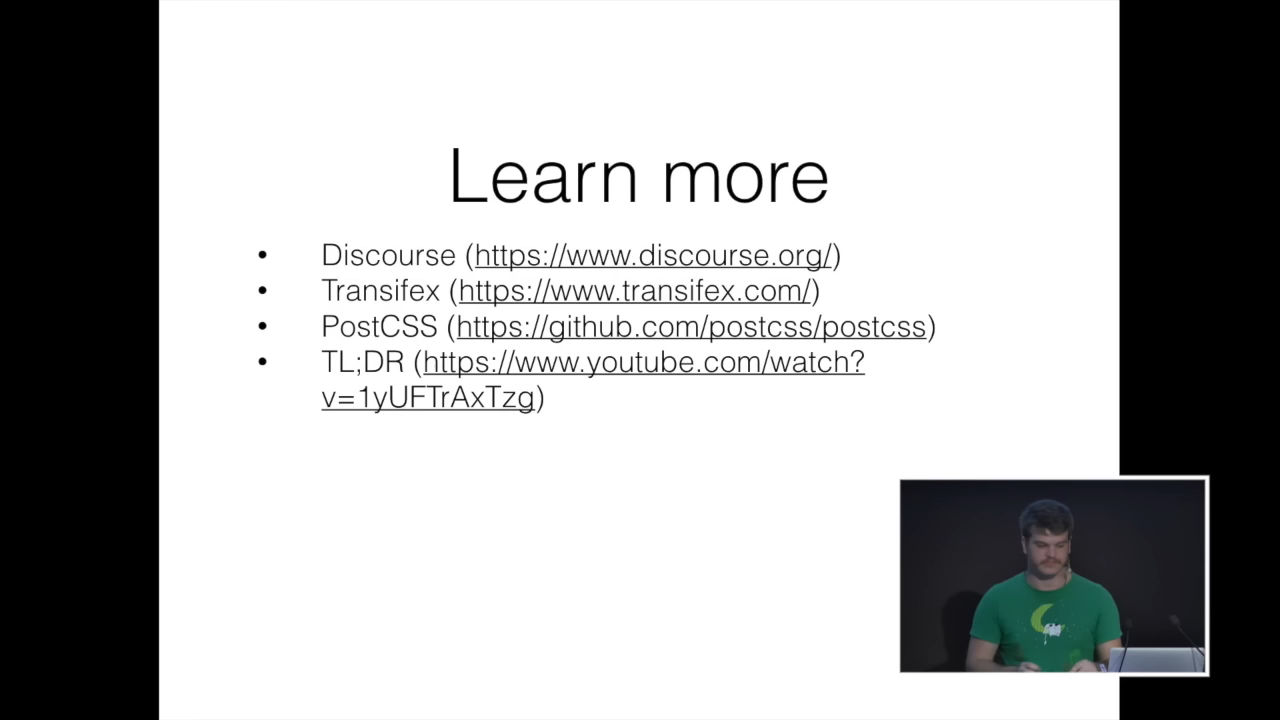 Learn more
• Discourse (https://www.discourse.org/)
• Transifex (https://www.transifex.com/)
• PostCSS (https://github.com/postcss/postcss)
• TL;DR (https://www.youtube.com/watch?
v=1yUFTrAxTzg)